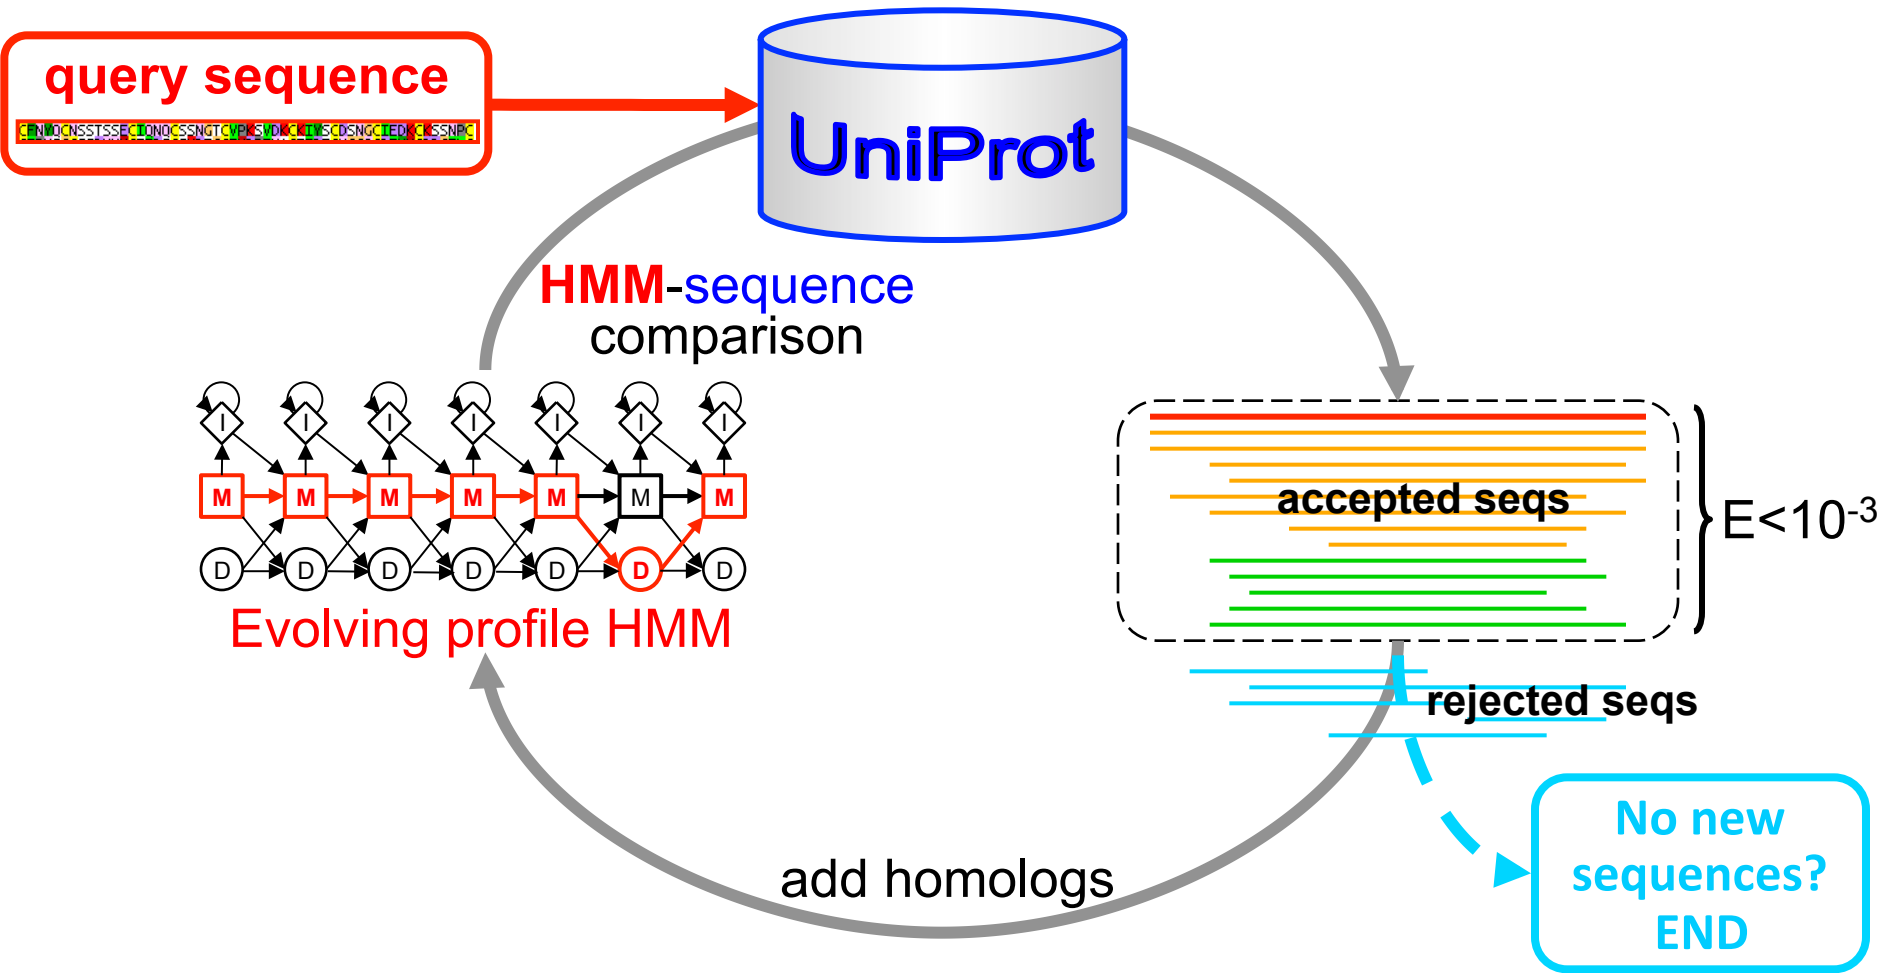 query sequence
CFNYQCNSSTSSECIQNQCSSNGTCVPKSVDKCKIYSCDSNGCIEDKCKSSNPC
UniProt
HMM-sequence
comparison
I I I I I I I
M M M M M M M
D D D D D D D
Evolving profile HMM
accepted seqs
E<10⁻³
rejected seqs
add homologs
No new
sequences?
END